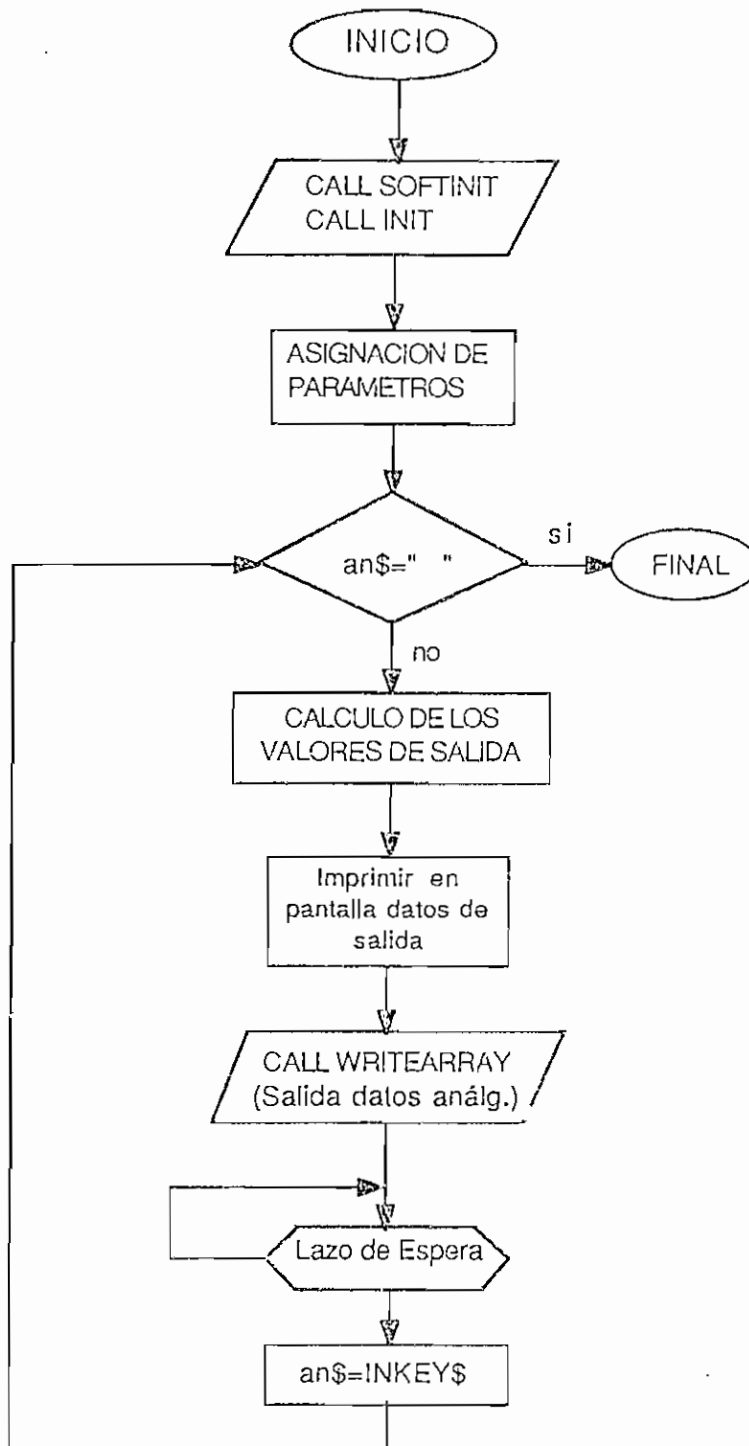 INICIO
CALL SOFTINIT
CALL INIT
ASIGNACION DE
PARAMETROS
an$=" "
si
FINAL
no
CALCULO DE LOS
VALORES DE SALIDA
Imprimir en
pantalla datos de
salida
CALL WRITEARRAY
(Salida datos análg.)
Lazo de Espera
an$=INKEY$